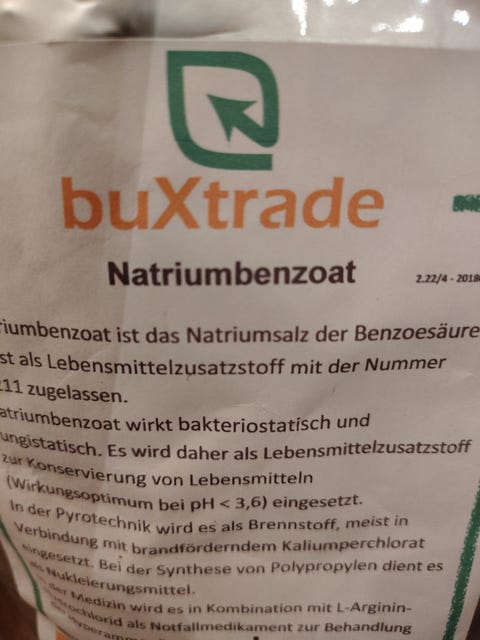 buXtrade
Natriumbenzoat
2.22/4 - 2018
riumbenzoat ist das Natriumsalz der Benzoesäure
st als Lebensmittelzusatzstoff mit der Nummer
211 zugelassen.
atriumbenzoat wirkt bakteriostatisch und
ungistatisch. Es wird daher als Lebensmittelzusatzstoff
zur Konservierung von Lebensmitteln
(Wirkungsoptimum bei pH < 3,6) eingesetzt.
In der Pyrotechnik wird es als Brennstoff, meist in
Verbindung mit brandförderndem Kaliumperchlorat
eingesetzt. Bei der Synthese von Polypropylen dient es
als Nukleierungsmittel.
der Medizin wird es in Kombination mit L-Arginin-
hydrochlorid als Notfallmedikament zur Behandlung